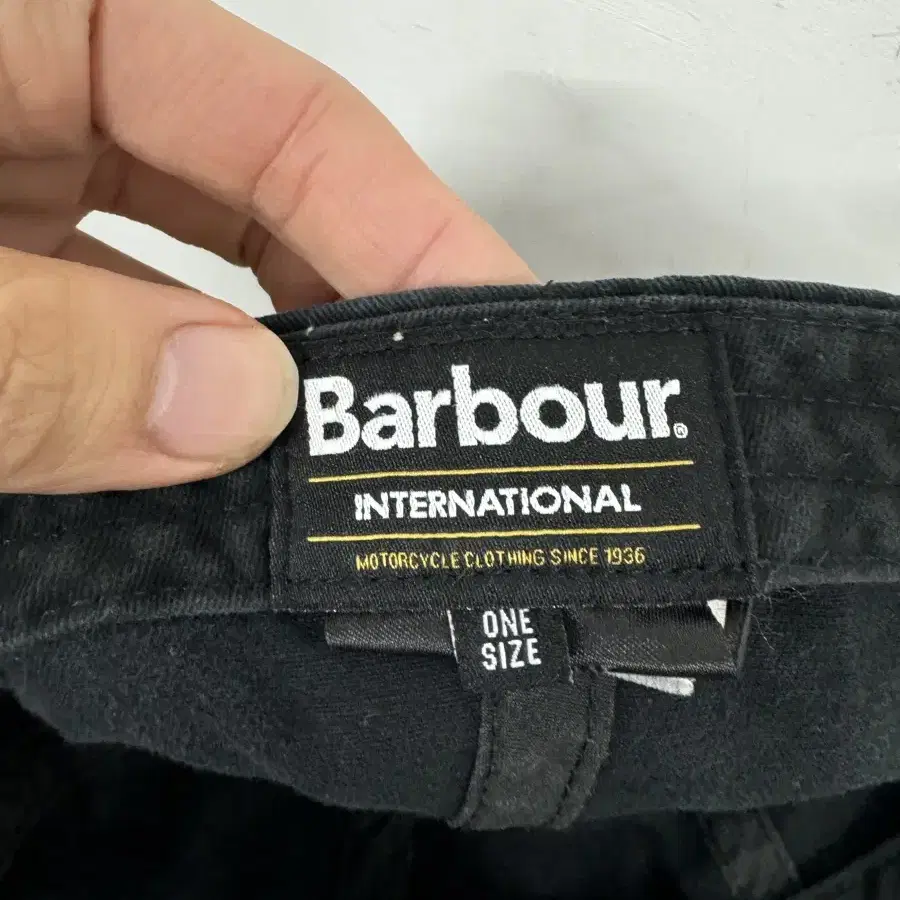 Barbour®
INTERNATIONAL
MOTORCYCLE CLOTHING SINCE 1936
ONE
SIZE